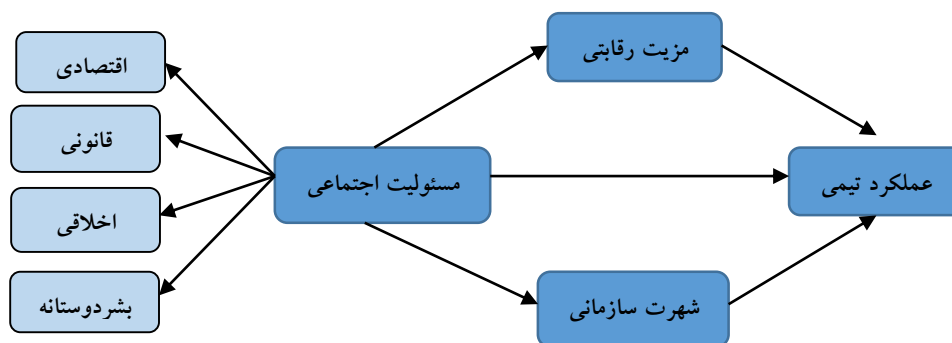 مزیت رقابتی
اقتصادی
قانونی
مسئولیت اجتماعی
عملکرد تیمی
اخلاقی
بشردوستانه
شهرت سازمانی